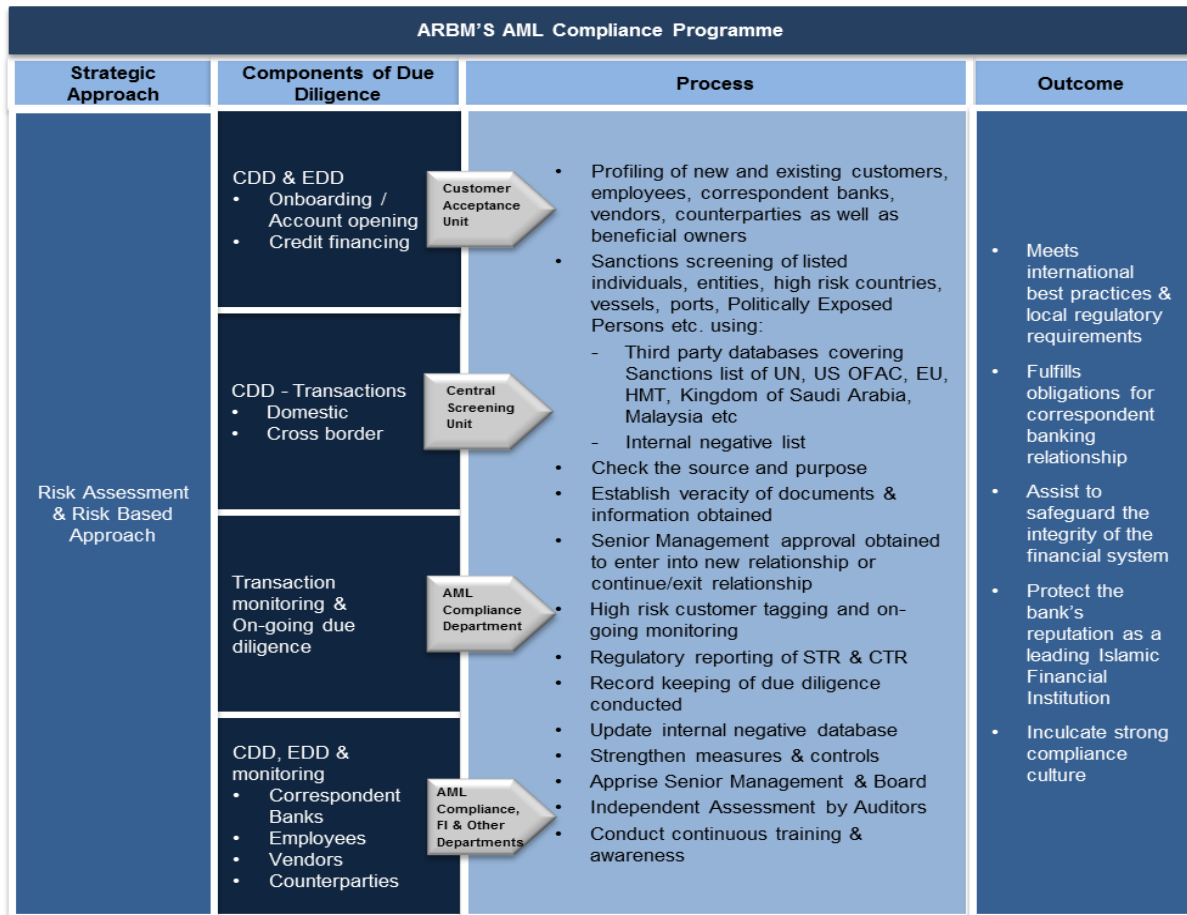 ARBM'S AML Compliance Programme
Strategic
Approach
Components of Due
Diligence
Process
Outcome
Risk Assessment
& Risk Based
Approach
CDD & EDD
• Onboarding /
Account opening
• Credit financing
Customer
Acceptance
Unit
CDD - Transactions
• Domestic
• Cross border
Central
Screening
Unit
Transaction
monitoring &
On-going due
diligence
AML
Compliance
Department
CDD, EDD &
monitoring
• Correspondent
Banks
• Employees
• Vendors
• Counterparties
AML
Compliance,
FI & Other
Departments
• Profiling of new and existing customers,
employees, correspondent banks,
vendors, counterparties as well as
beneficial owners
• Sanctions screening of listed
individuals, entities, high risk countries,
vessels, ports, Politically Exposed
Persons etc. using:
- Third party databases covering
Sanctions list of UN, US OFAC, EU,
HMT, Kingdom of Saudi Arabia,
Malaysia etc
- Internal negative list
• Check the source and purpose
• Establish veracity of documents &
information obtained
• Senior Management approval obtained
to enter into new relationship or
continue/exit relationship
• High risk customer tagging and on-
going monitoring
• Regulatory reporting of STR & CTR
• Record keeping of due diligence
conducted
• Update internal negative database
• Strengthen measures & controls
• Apprise Senior Management & Board
• Independent Assessment by Auditors
• Conduct continuous training &
awareness
• Meets
international
best practices &
local regulatory
requirements
• Fulfills
obligations for
correspondent
banking
relationship
• Assist to
safeguard the
integrity of the
financial system
• Protect the
bank's
reputation as a
leading Islamic
Financial
Institution
• Inculcate strong
compliance
culture